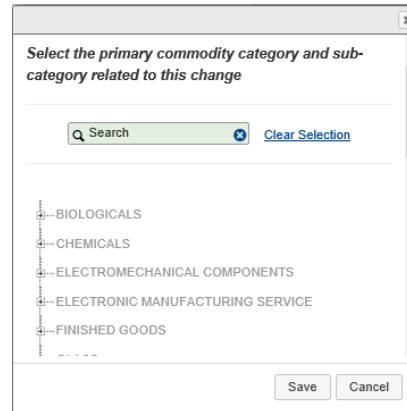 Select the primary commodity category and sub-
category related to this change
Search
Clear Selection
BIOLOGICALS
CHEMICALS
ELECTROMECHANICAL COMPONENTS
ELECTRONIC MANUFACTURING SERVICE
FINISHED GOODS
Save Cancel